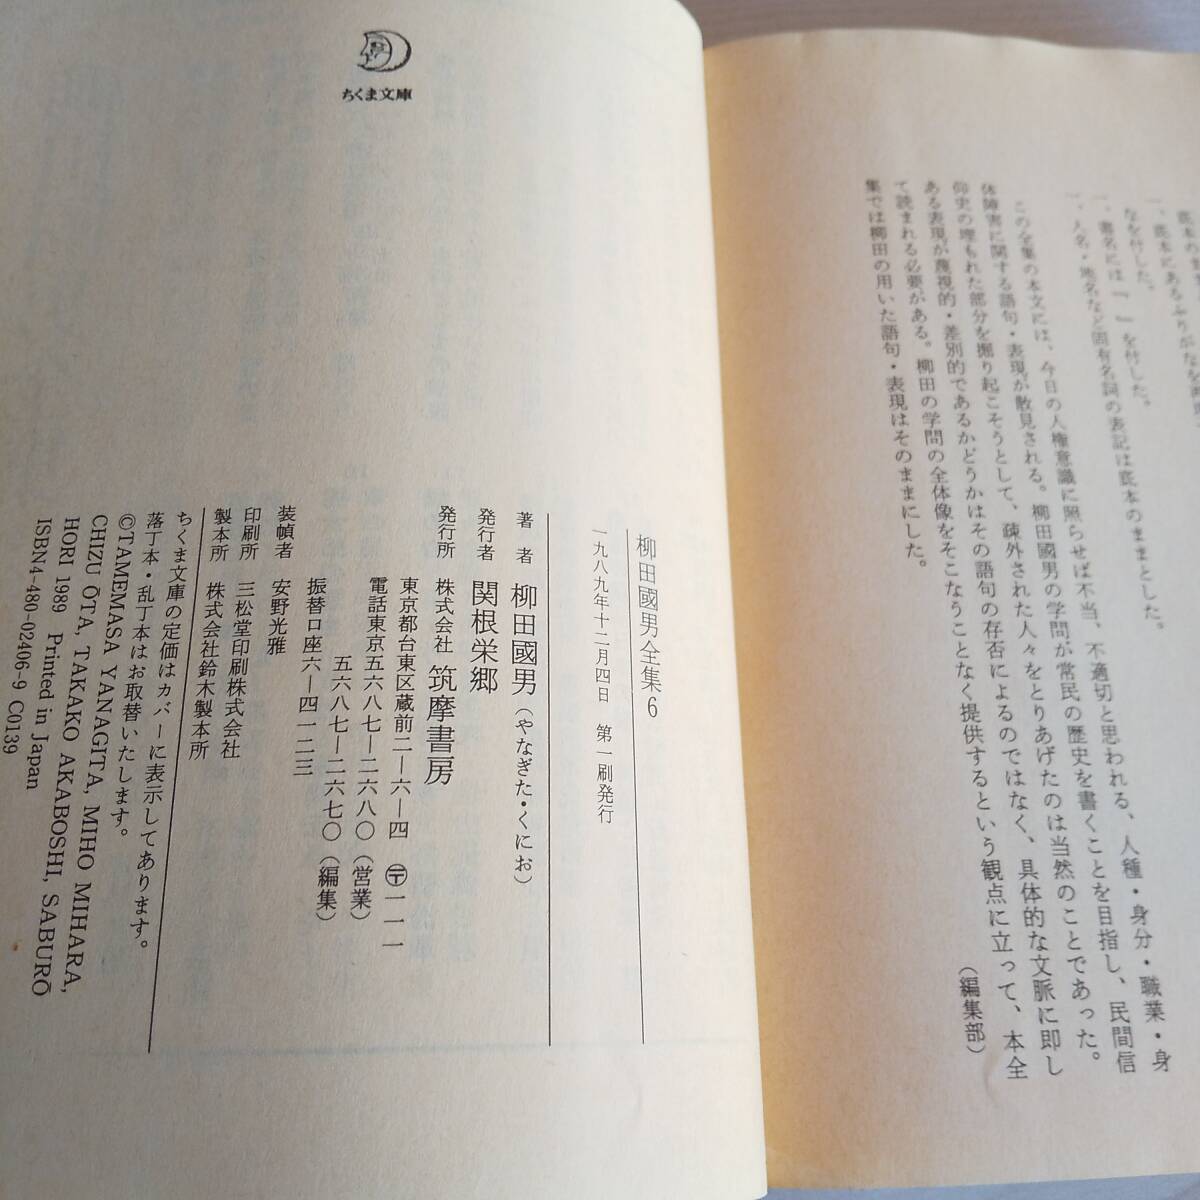 底本のまま
一、底本にあるふりがなを
なを付した。
一、書名には『　』を付した。
一、人名・地名など固有名詞の表記は底本のままとした。
この全集の本文には、今日の人権意識に照らせば不当、不適切と思われる、人種・身分・職業・身
体障害に関する語句・表現が散見される。柳田國男の学問が常民の歴史を書くことを目指し、民間信
仰史の埋もれた部分を掘り起こそうとして、疎外された人々をとりあげたのは当然のことであった。
ある表現が蔑視的・差別的であるかどうかはその語句の存否によるのではなく、具体的な文脈に即し
て読まれる必要がある。柳田の学問の全体像をそこなうことなく提供するという観点に立って、本全
集では柳田の用いた語句・表現はそのままにした。
（編集部）
ちくま文庫
柳田國男全集6
一九八九年十二月四日　第一刷発行
著者　柳田國男（やなぎた・くにお）
発行者　関根栄郷
発行所　株式会社　筑摩書房
東京都台東区蔵前二—六—四　〒一一一
電話東京五六八七—二六八〇（営業）
五六八七—二六七〇（編集）
振替口座六—四一二三
装幀者　安野光雅
印刷所　三松堂印刷株式会社
製本所　株式会社鈴木製本所
ちくま文庫の定価はカバーに表示してあります。
落丁本・乱丁本はお取替いたします。
©TAMEMASA YANAGITA, MIHO MIHARA,
CHIZU ŌTA, TAKAKO AKABOSHI, SABURŌ
HORI 1989　Printed in Japan
ISBN4-480-02406-9 C0139